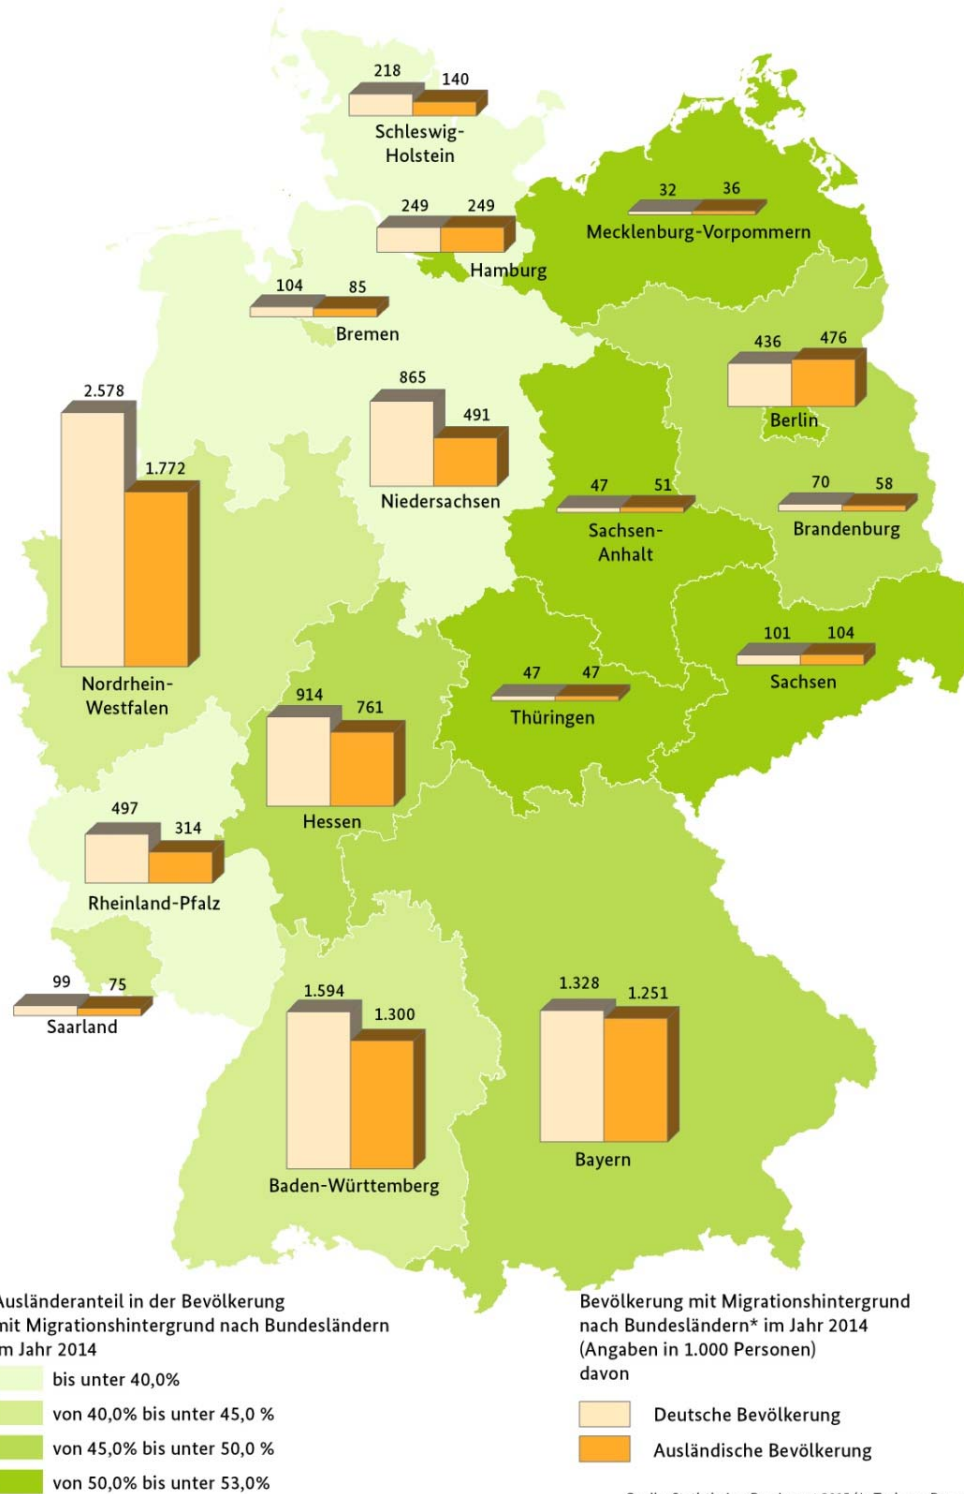 218 140
Schleswig-
Holstein
32 36
Mecklenburg-Vorpommern
249 249
Hamburg
104 85
Bremen
436 476
Berlin
2.578
1.772
Nordrhein-
Westfalen
865
491
Niedersachsen
47 51
Sachsen-
Anhalt
70 58
Brandenburg
101 104
Sachsen
47 47
Thüringen
914 761
Hessen
497 314
Rheinland-Pfalz
99 75
Saarland
1.594
1.300
Baden-Württemberg
1.328
1.251
Bayern
Ausländeranteil in der Bevölkerung
mit Migrationshintergrund nach Bundesländern
im Jahr 2014
bis unter 40,0%
von 40,0% bis unter 45,0 %
von 45,0% bis unter 50,0 %
von 50,0% bis unter 53,0%
Bevölkerung mit Migrationshintergrund
nach Bundesländern* im Jahr 2014
(Angaben in 1.000 Personen)
davon
Deutsche Bevölkerung
Ausländische Bevölkerung